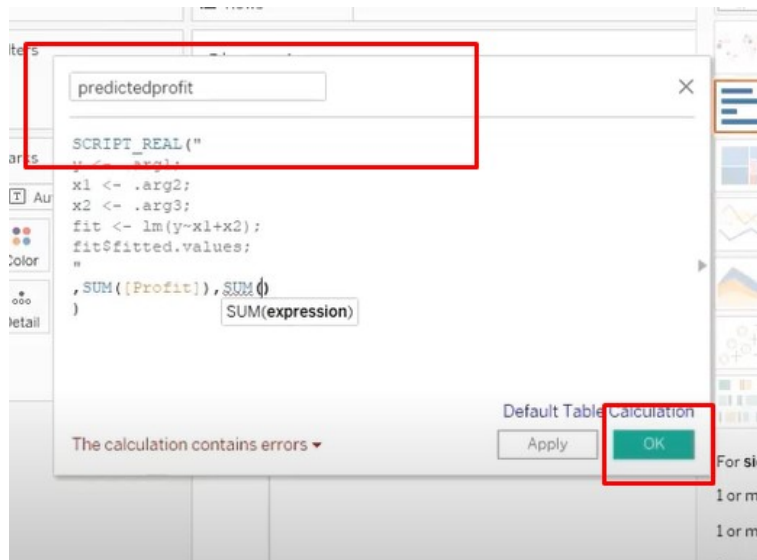 predictedprofit
SCRIPT_REAL("
y <- .arg1;
x1 <- .arg2;
x2 <- .arg3;
fit <- lm(y~x1+x2);
fit$fitted.values;
"
,SUM([Profit]),SUM()
)
SUM(expression)
Default Table Calculation
The calculation contains errors
Apply
OK
T Au
Color
Detail
For si
1 or m
1 or m